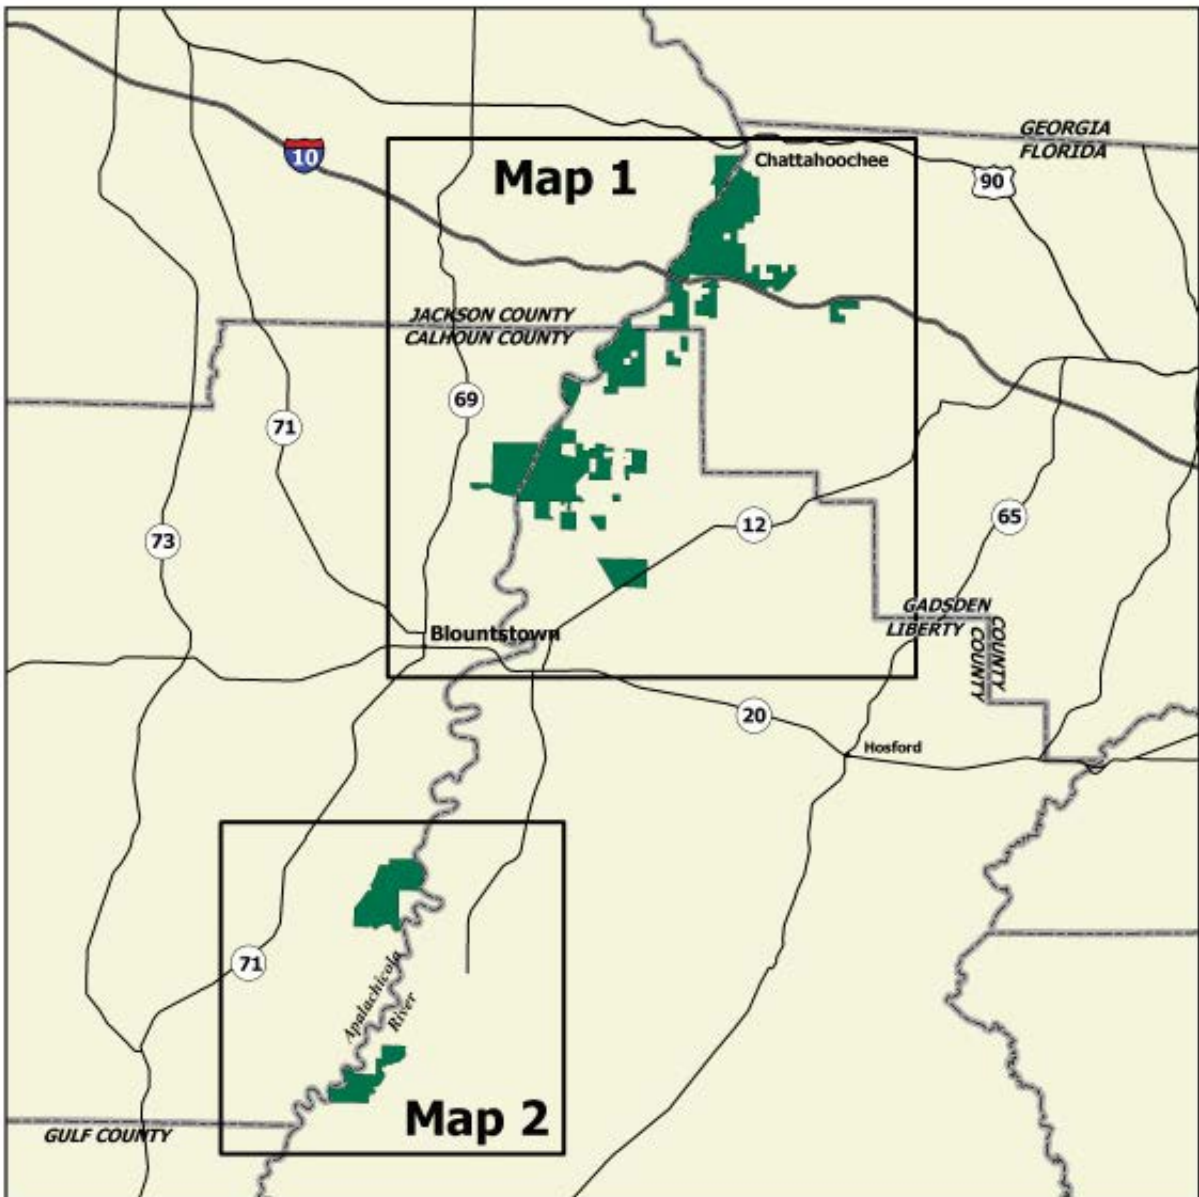 GEORGIA
FLORIDA
10
Map 1
Chattahoochee
90
JACKSON COUNTY
CALHOUN COUNTY
69
71
12
65
73
GADSDEN
LIBERTY
COUNTY
COUNTY
Blountstown
20
Hosford
71
Apalachicola
River
Map 2
GULF COUNTY